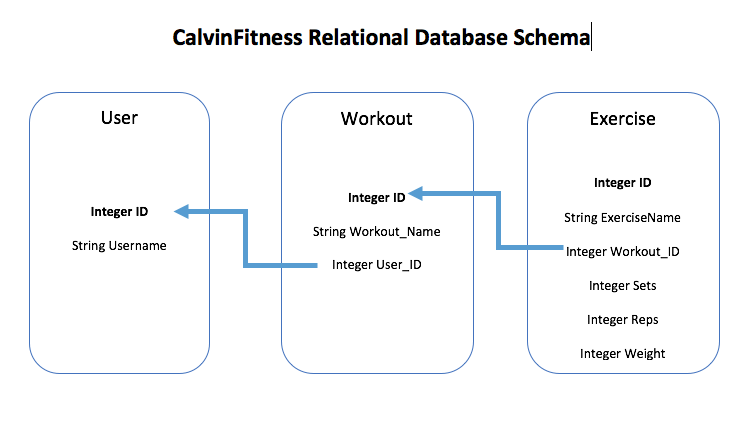 CalvinFitness Relational Database Schema
User
Integer ID
String Username
Workout
Integer ID
String Workout_Name
Integer User_ID
Exercise
Integer ID
String ExerciseName
Integer Workout_ID
Integer Sets
Integer Reps
Integer Weight